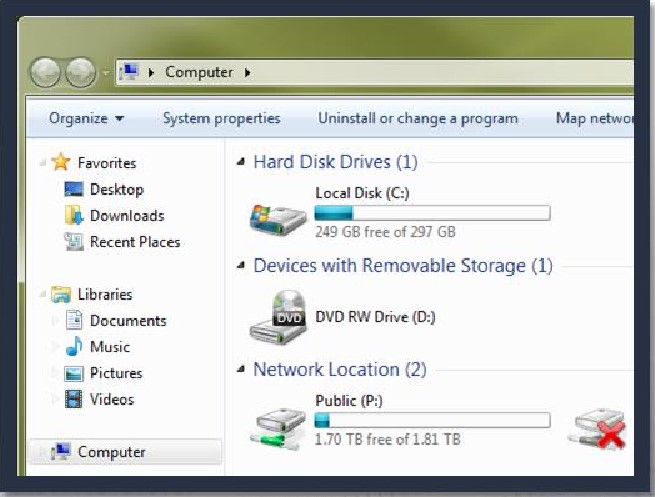 Computer
Organize
System properties
Uninstall or change a program
Map networ
Favorites
Desktop
Downloads
Recent Places
Libraries
Documents
Music
Pictures
Videos
Computer
Hard Disk Drives (1)
Local Disk (C:)
249 GB free of 297 GB
Devices with Removable Storage (1)
DVD
DVD RW Drive (D:)
Network Location (2)
Public (P:)
1.70 TB free of 1.81 TB